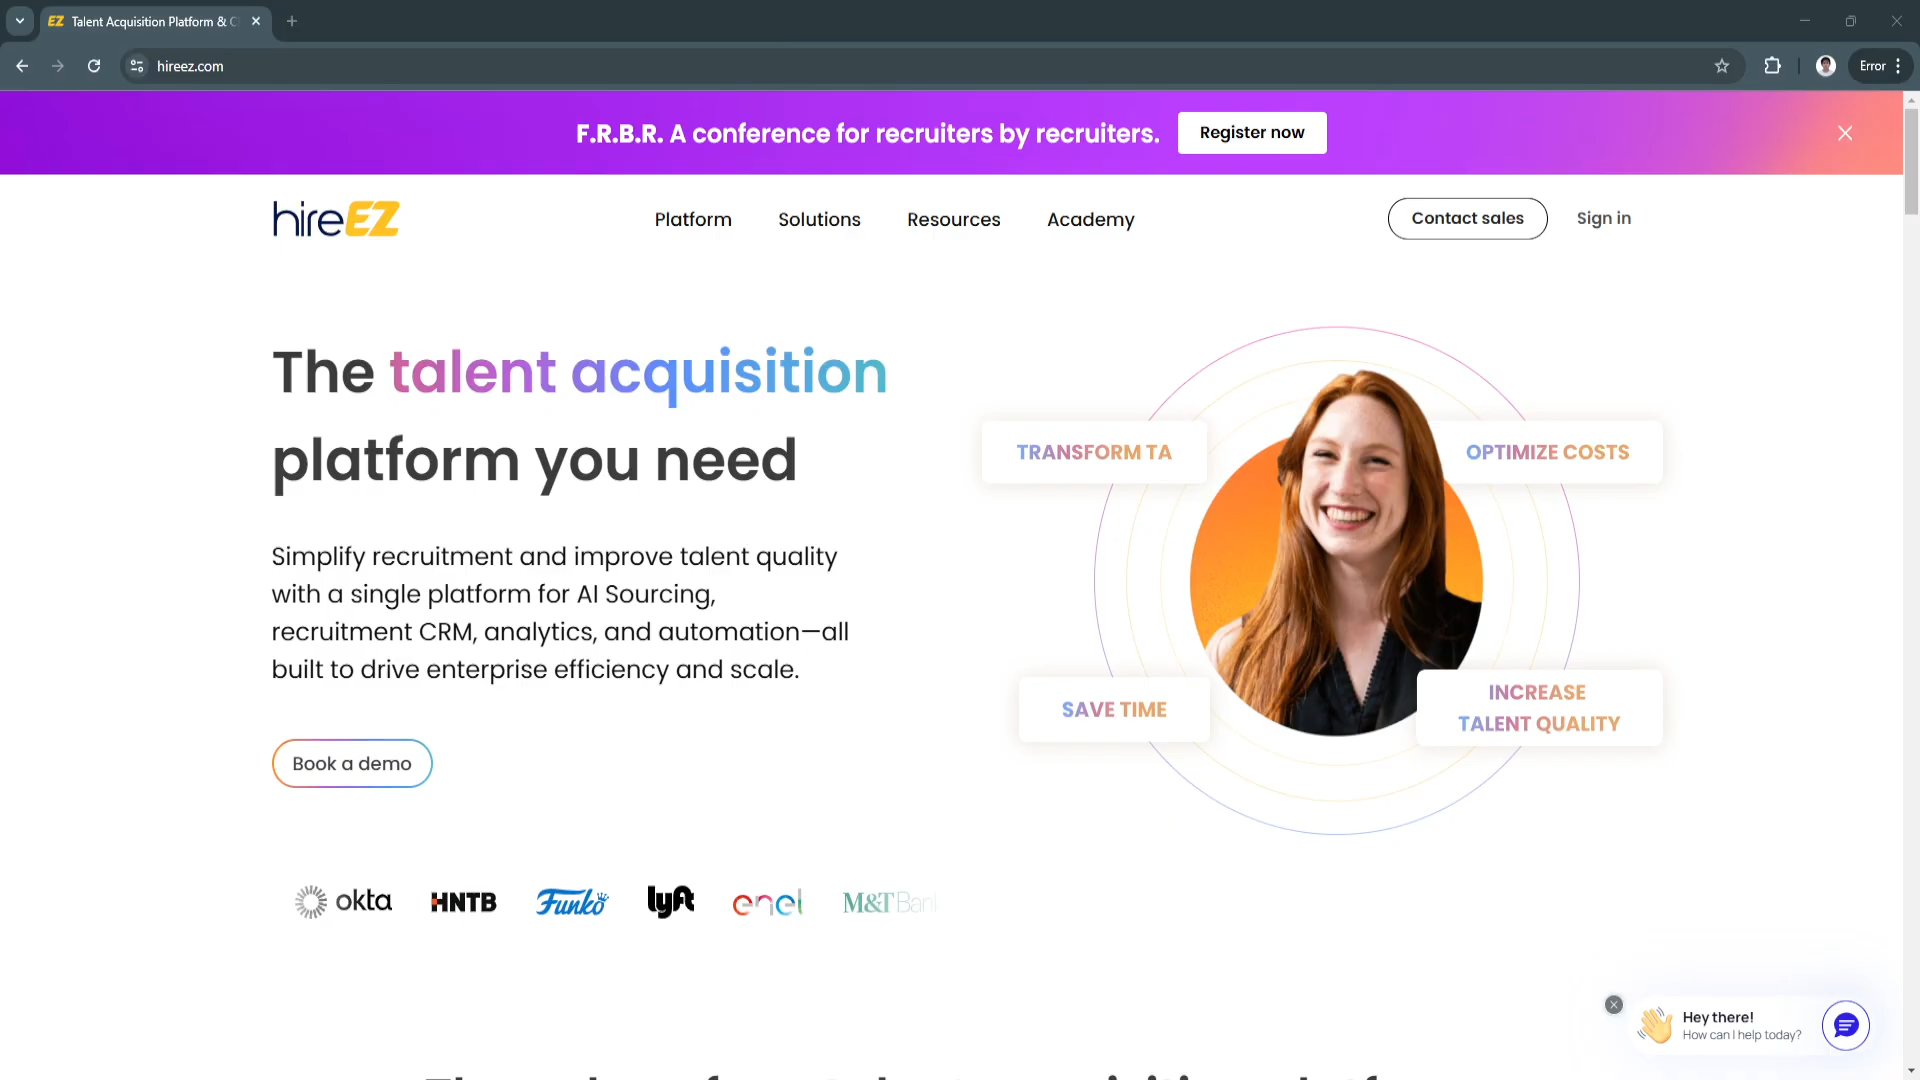 EZ Talent Acquisition Platform & C
hireez.com
Error
F.R.B.R. A conference for recruiters by recruiters.
Register now
hireEZ
Platform
Solutions
Resources
Academy
Contact sales
Sign in
The talent acquisition
platform you need
Simplify recruitment and improve talent quality
with a single platform for AI Sourcing,
recruitment CRM, analytics, and automation—all
built to drive enterprise efficiency and scale.
Book a demo
TRANSFORM TA
OPTIMIZE COSTS
SAVE TIME
INCREASE
TALENT QUALITY
okta
HNTB
Funko
lyft
enel
M&T Bank
Hey there!
How can I help today?